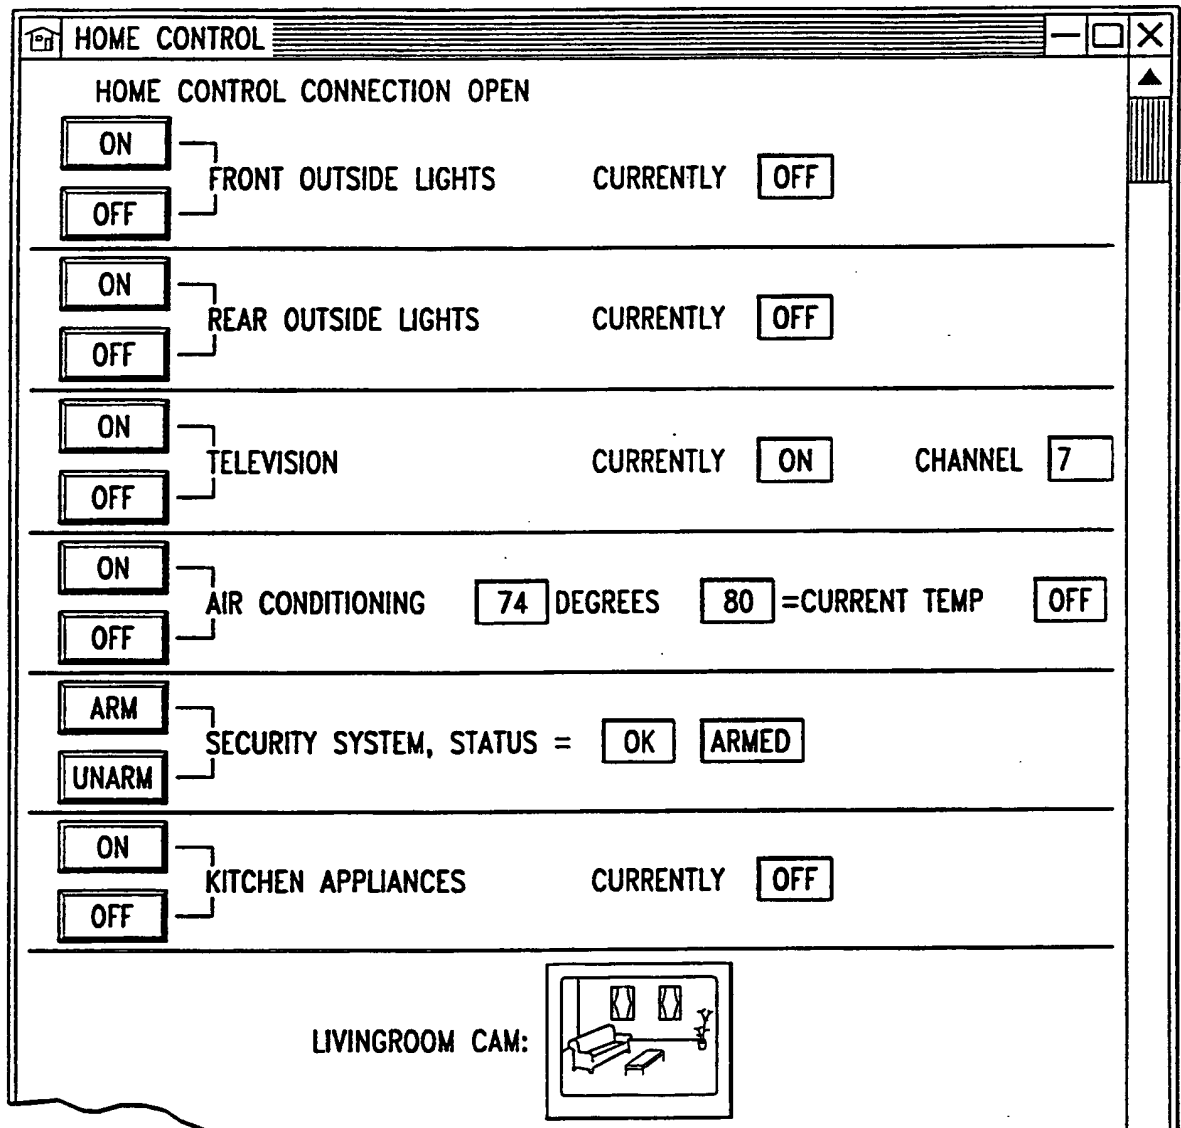 HOME CONTROL
HOME CONTROL CONNECTION OPEN
ON
FRONT OUTSIDE LIGHTS CURRENTLY OFF
OFF
ON
REAR OUTSIDE LIGHTS CURRENTLY OFF
OFF
ON
TELEVISION CURRENTLY ON CHANNEL 7
OFF
ON
AIR CONDITIONING 74 DEGREES 80 =CURRENT TEMP OFF
OFF
ARM
SECURITY SYSTEM, STATUS = OK ARMED
UNARM
ON
KITCHEN APPLIANCES CURRENTLY OFF
OFF
LIVINGROOM CAM: